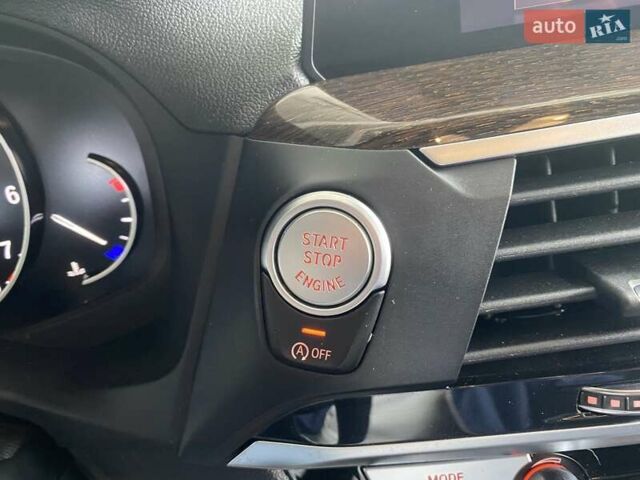 auto RIA
.com
6
7
START
STOP
ENGINE
A OFF
MODE